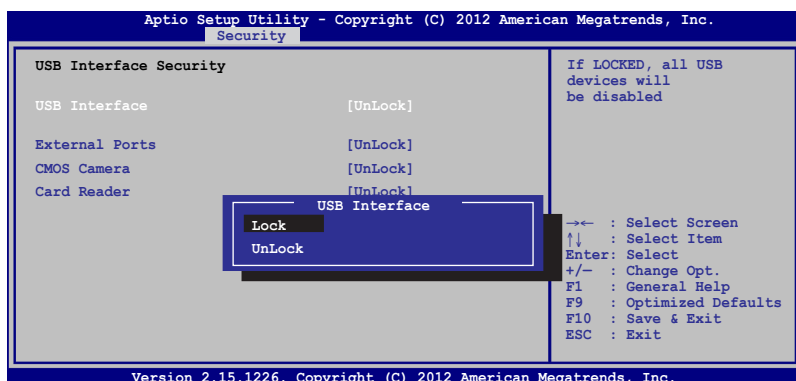 Aptio Setup Utility - Copyright (C) 2012 American Megatrends, Inc.
Security
USB Interface Security
USB Interface [UnLock]
External Ports [UnLock]
CMOS Camera [UnLock]
Card Reader [UnLock]
USB Interface
Lock
UnLock
If LOCKED, all USB
devices will
be disabled
→← : Select Screen
↑↓ : Select Item
Enter: Select
+/— : Change Opt.
F1 : General Help
F9 : Optimized Defaults
F10 : Save & Exit
ESC : Exit
Version 2.15.1226. Copyright (C) 2012 American Megatrends, Inc.